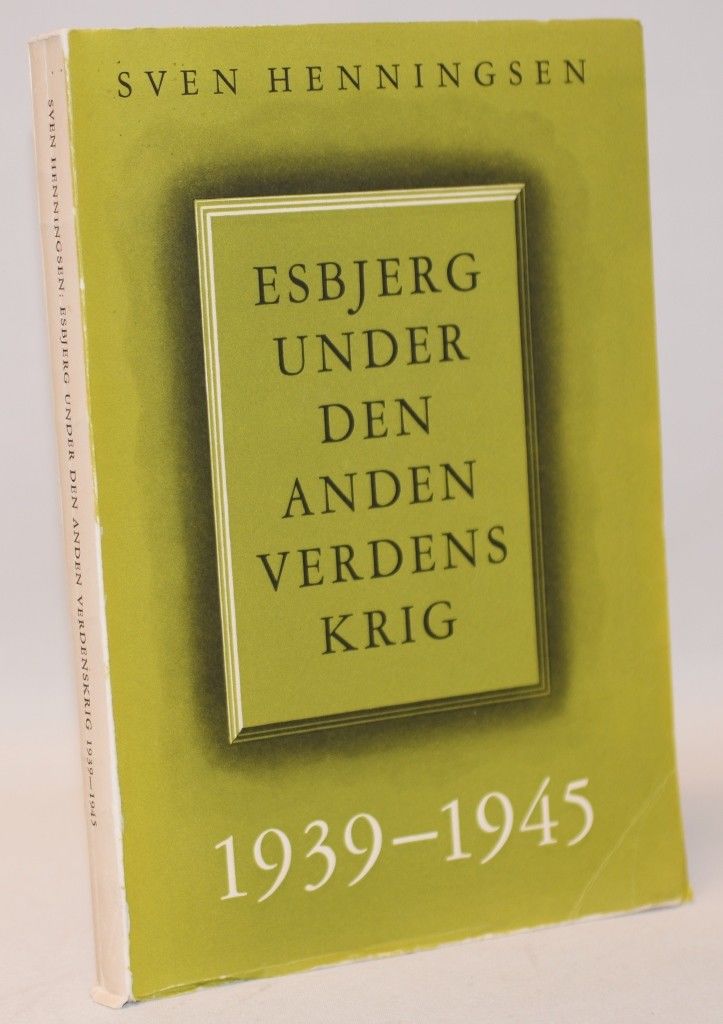 SVEN HENNINGSEN
ESBJERG
UNDER
DEN
ANDEN
VERDENS
KRIG
1939–1945
SVEN HENNINGSEN: ESBJERG UNDER DEN ANDEN VERDENSKRIG 1939–1945